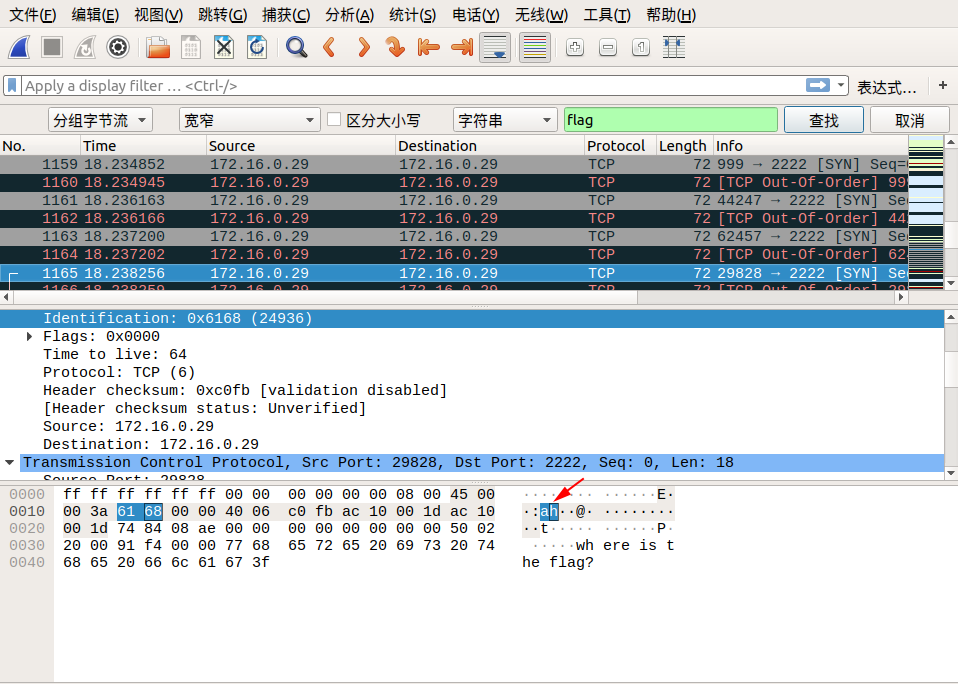 文件(F) 编辑(E) 视图(V) 跳转(G) 捕获(C) 分析(A) 统计(S) 电话(Y) 无线(W) 工具(T) 帮助(H)
Apply a display filter … <Ctrl-/> 表达式… +
分组字节流 宽窄 区分大小写 字符串 flag 查找 取消
No. Time Source Destination Protocol Length Info
1159 18.234852 172.16.0.29 172.16.0.29 TCP 72 999 → 2222 [SYN] Seq=
1160 18.234945 172.16.0.29 172.16.0.29 TCP 72 [TCP Out-Of-Order] 99
1161 18.236163 172.16.0.29 172.16.0.29 TCP 72 44247 → 2222 [SYN] Se
1162 18.236166 172.16.0.29 172.16.0.29 TCP 72 [TCP Out-Of-Order] 44
1163 18.237200 172.16.0.29 172.16.0.29 TCP 72 62457 → 2222 [SYN] Se
1164 18.237202 172.16.0.29 172.16.0.29 TCP 72 [TCP Out-Of-Order] 62
1165 18.238256 172.16.0.29 172.16.0.29 TCP 72 29828 → 2222 [SYN] Se
1166 18.238259 172.16.0.29 172.16.0.29 TCP 72 [TCP Out-Of-Order] 29
Identification: 0x6168 (24936)
Flags: 0x0000
Time to live: 64
Protocol: TCP (6)
Header checksum: 0xc0fb [validation disabled]
[Header checksum status: Unverified]
Source: 172.16.0.29
Destination: 172.16.0.29
Transmission Control Protocol, Src Port: 29828, Dst Port: 2222, Seq: 0, Len: 18
Source Port: 29828
0000 ff ff ff ff ff ff 00 00 00 00 00 00 08 00 45 00 ········ ······E·
0010 00 3a 61 68 00 00 40 06 c0 fb ac 10 00 1d ac 10 ·:ah··@· ········
0020 00 1d 74 84 08 ae 00 00 00 00 00 00 00 00 50 02 ··t····· ······P·
0030 20 00 91 f4 00 00 77 68 65 72 65 20 69 73 20 74 ·····wh ere is t
0040 68 65 20 66 6c 61 67 3f he flag?